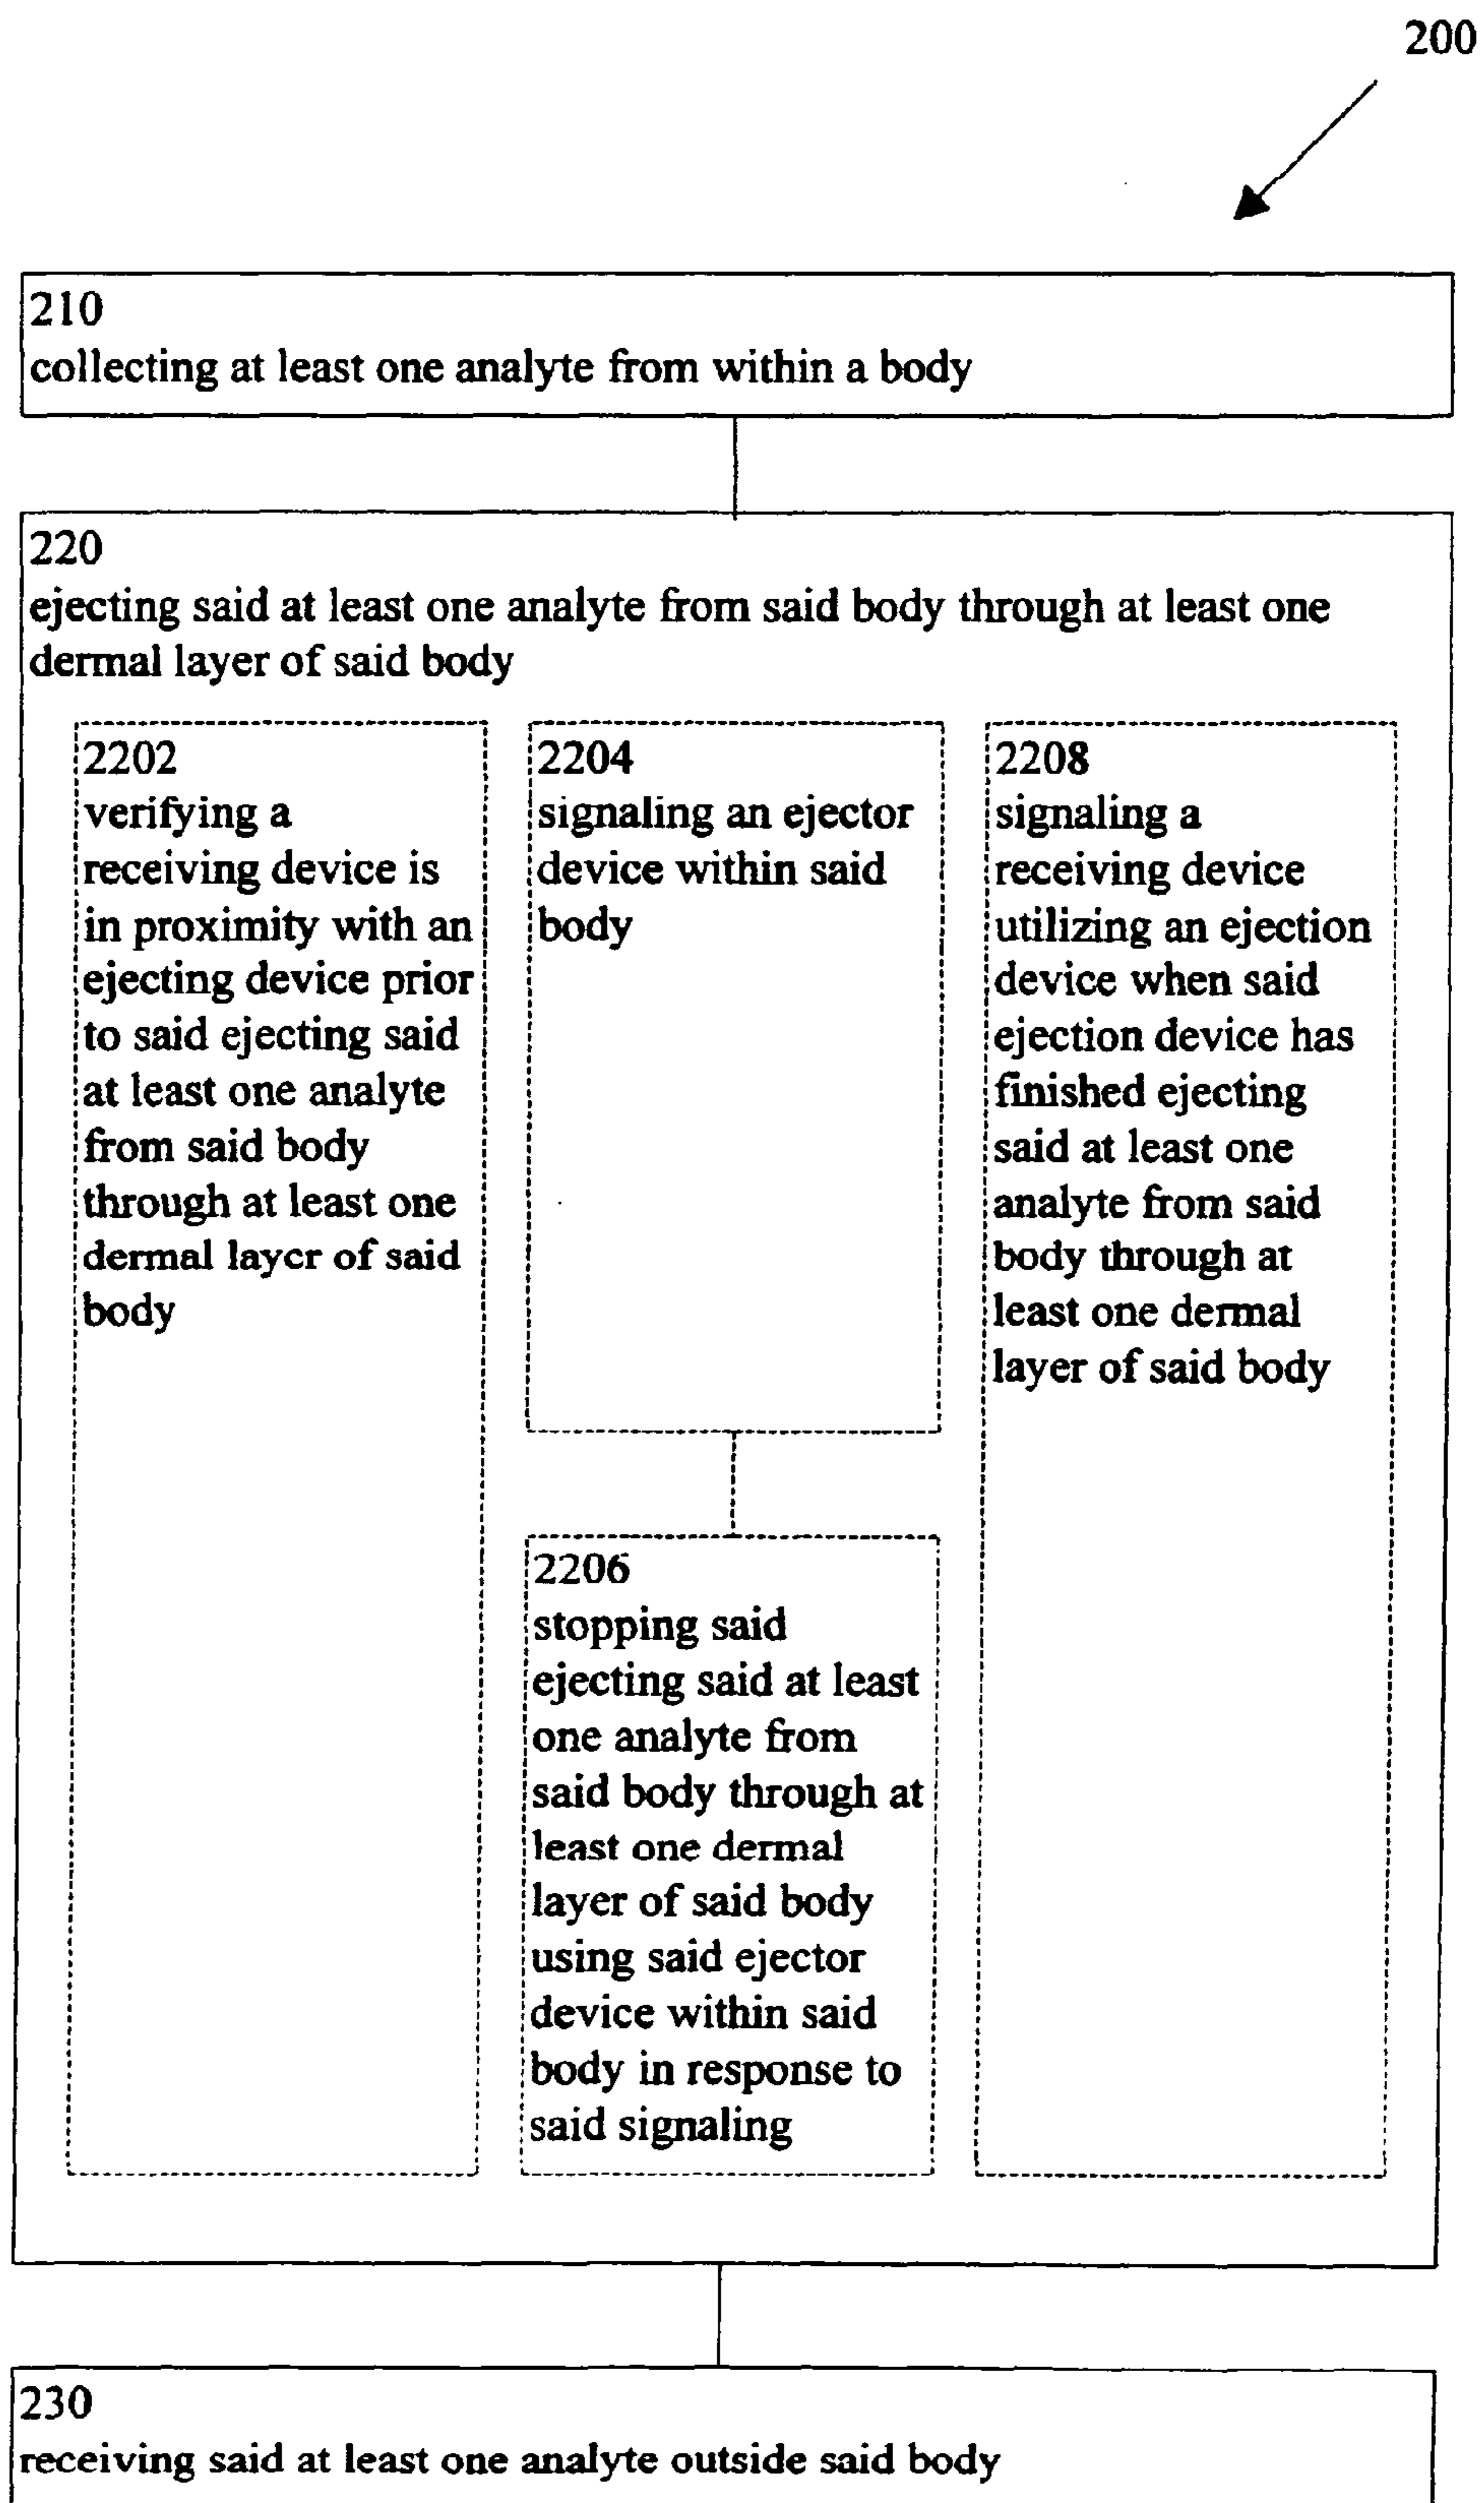 200
210
collecting at least one analyte from within a body
220
ejecting said at least one analyte from said body through at least one
dermal layer of said body
2202
verifying a
receiving device is
in proximity with an
ejecting device prior
to said ejecting said
at least one analyte
from said body
through at least one
dermal layer of said
body
2204
signaling an ejector
device within said
body
2206
stopping said
ejecting said at least
one analyte from
said body through at
least one dermal
layer of said body
using said ejector
device within said
body in response to
said signaling
2208
signaling a
receiving device
utilizing an ejection
device when said
ejection device has
finished ejecting
said at least one
analyte from said
body through at
least one dermal
layer of said body
230
receiving said at least one analyte outside said body